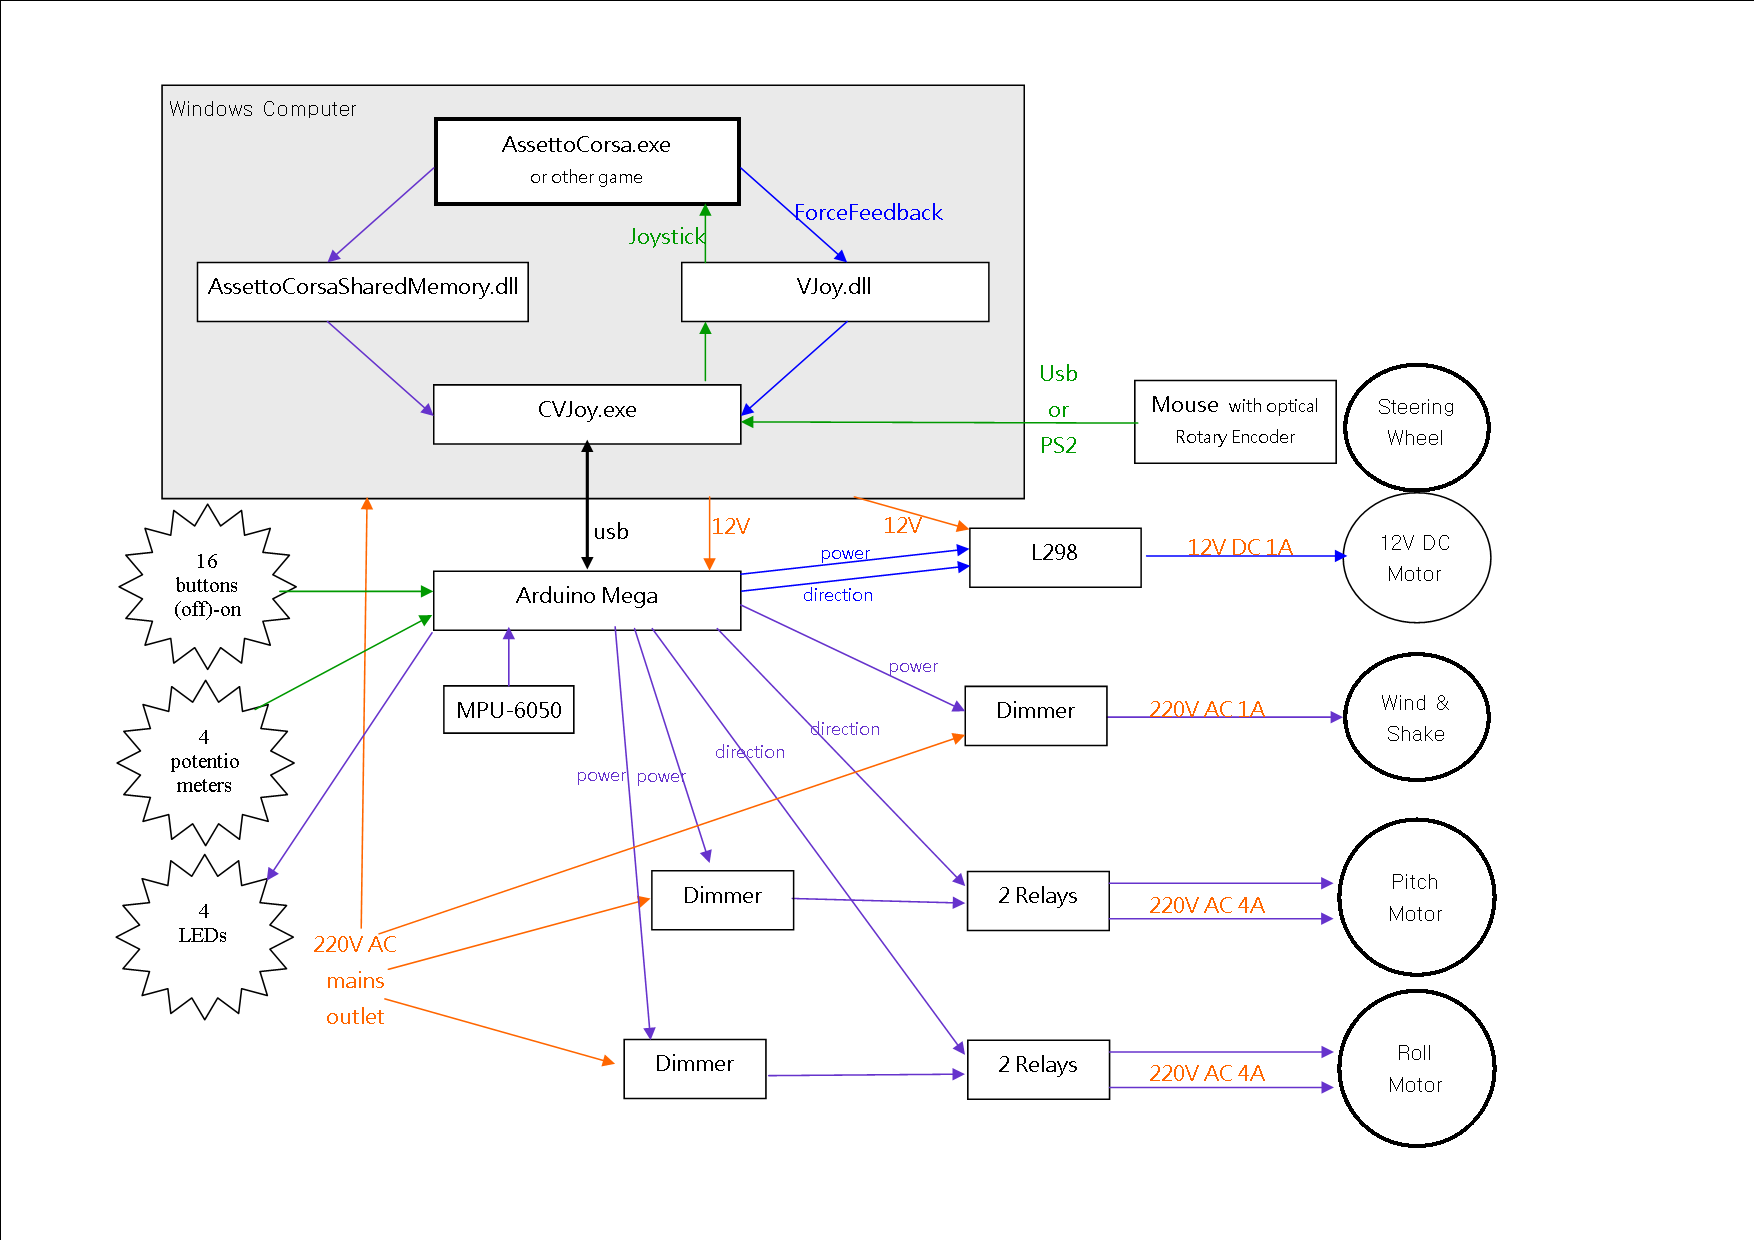 Windows Computer
AssettoCorsa.exe
or other game
ForceFeedback
Joystick
AssettoCorsaSharedMemory.dll
VJoy.dll
CVJoy.exe
Usb
or
PS2
Mouse with optical
Rotary Encoder
Steering
Wheel
usb
12V
12V
16
buttons
(off)-on
Arduino Mega
power
direction
L298
12V DC 1A
12V DC
Motor
MPU-6050
power
Dimmer
220V AC 1A
Wind &
Shake
4
potentio
meters
direction
direction
power
power
4
LEDs
Dimmer
2 Relays
220V AC 4A
Pitch
Motor
220V AC
mains
outlet
Dimmer
2 Relays
220V AC 4A
Roll
Motor